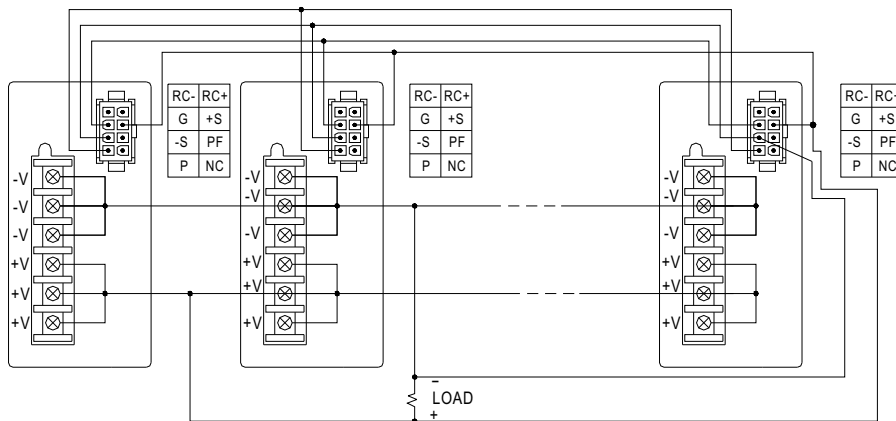 RC- RC+
G +S
-S PF
P NC
RC- RC+
G +S
-S PF
P NC
RC- RC+
G +S
-S PF
P NC
-V
-V
-V
+V
+V
+V
-V
-V
-V
+V
+V
+V
-V
-V
-V
+V
+V
+V
-
LOAD
+